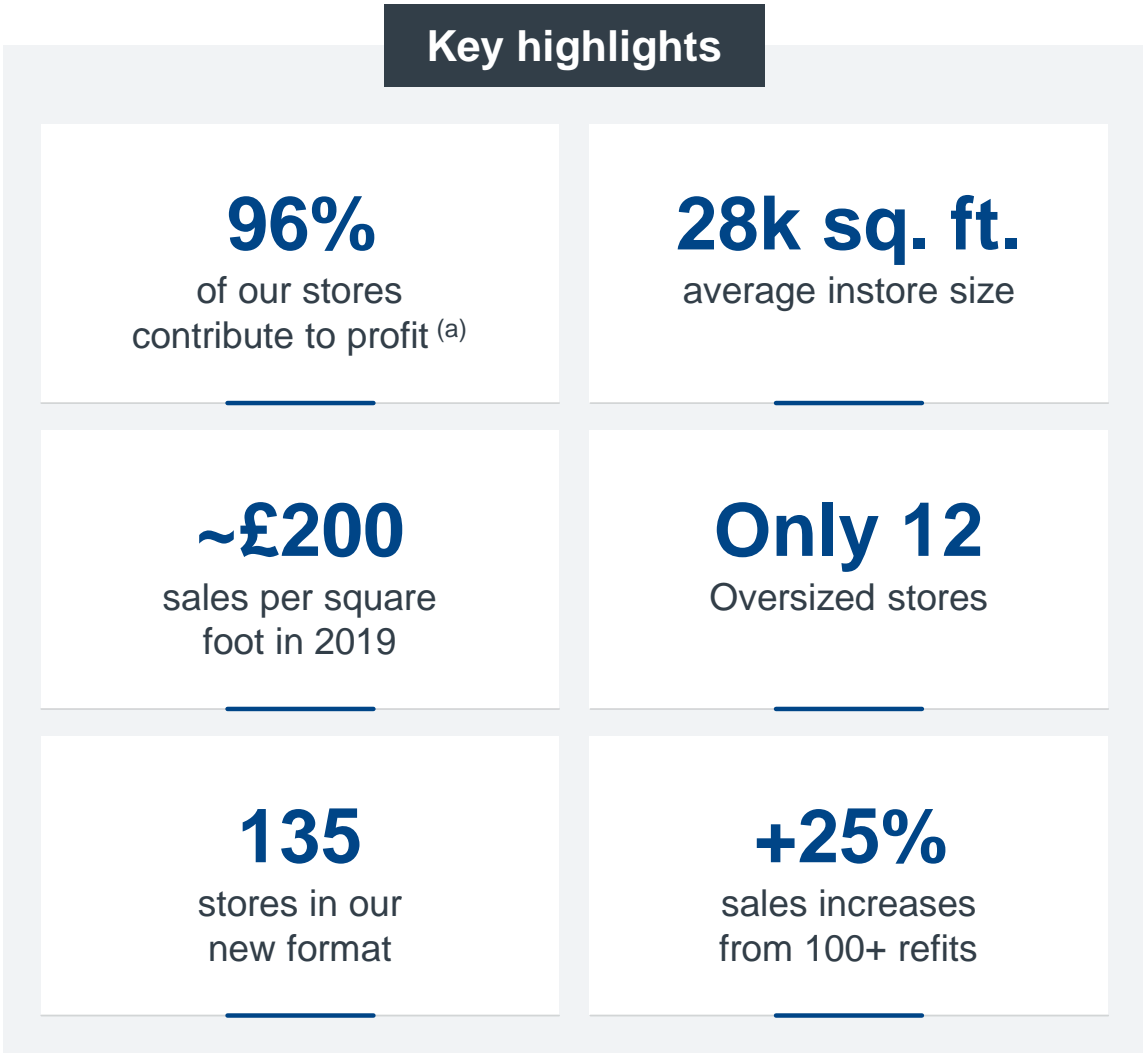 Key highlights
96%
of our stores
contribute to profit (a)
28k sq. ft.
average instore size
~£200
sales per square
foot in 2019
Only 12
Oversized stores
135
stores in our
new format
+25%
sales increases
from 100+ refits